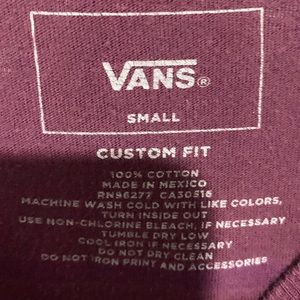 VANS®
SMALL
CUSTOM FIT
100% COTTON
MADE IN MEXICO
RN96277 CA30516
MACHINE WASH COLD WITH LIKE COLORS,
TURN INSIDE OUT
USE NON-CHLORINE BLEACH, IF NECESSARY
TUMBLE DRY LOW
COOL IRON IF NECESSARY
DO NOT DRY CLEAN
DO NOT IRON PRINT AND ACCESSORIES